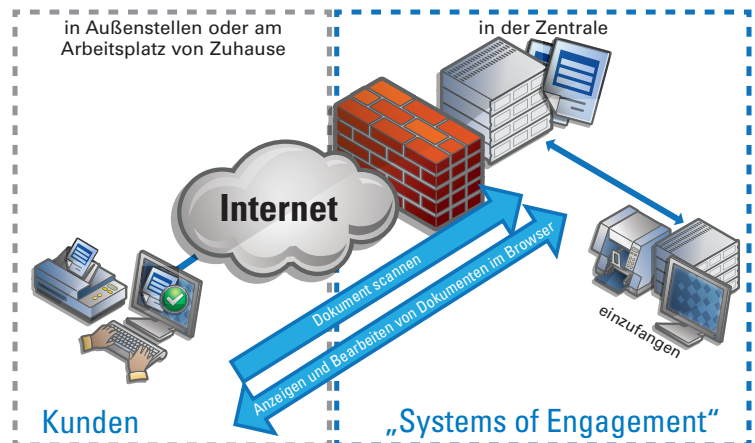 in Außenstellen oder am
Arbeitsplatz von Zuhause
in der Zentrale
Internet
Dokument scannen
Anzeigen und Bearbeiten von Dokumenten im Browser
einzufangen
Kunden
„Systems of Engagement“